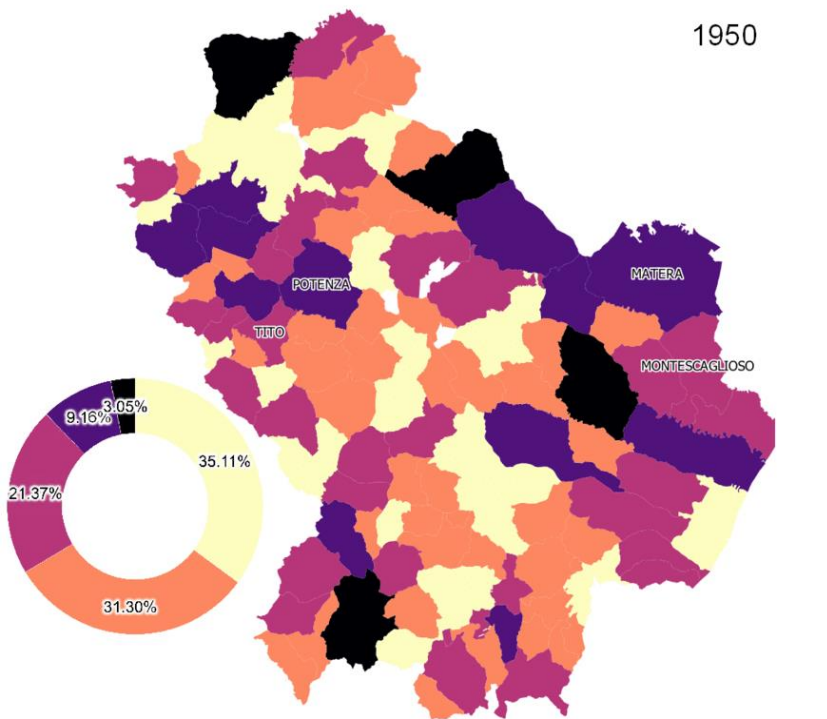 1950
MATERA
POTENZA
TITO
MONTESCAGLIOSO
3.05%
9.16%
35.11%
21.37%
31.30%